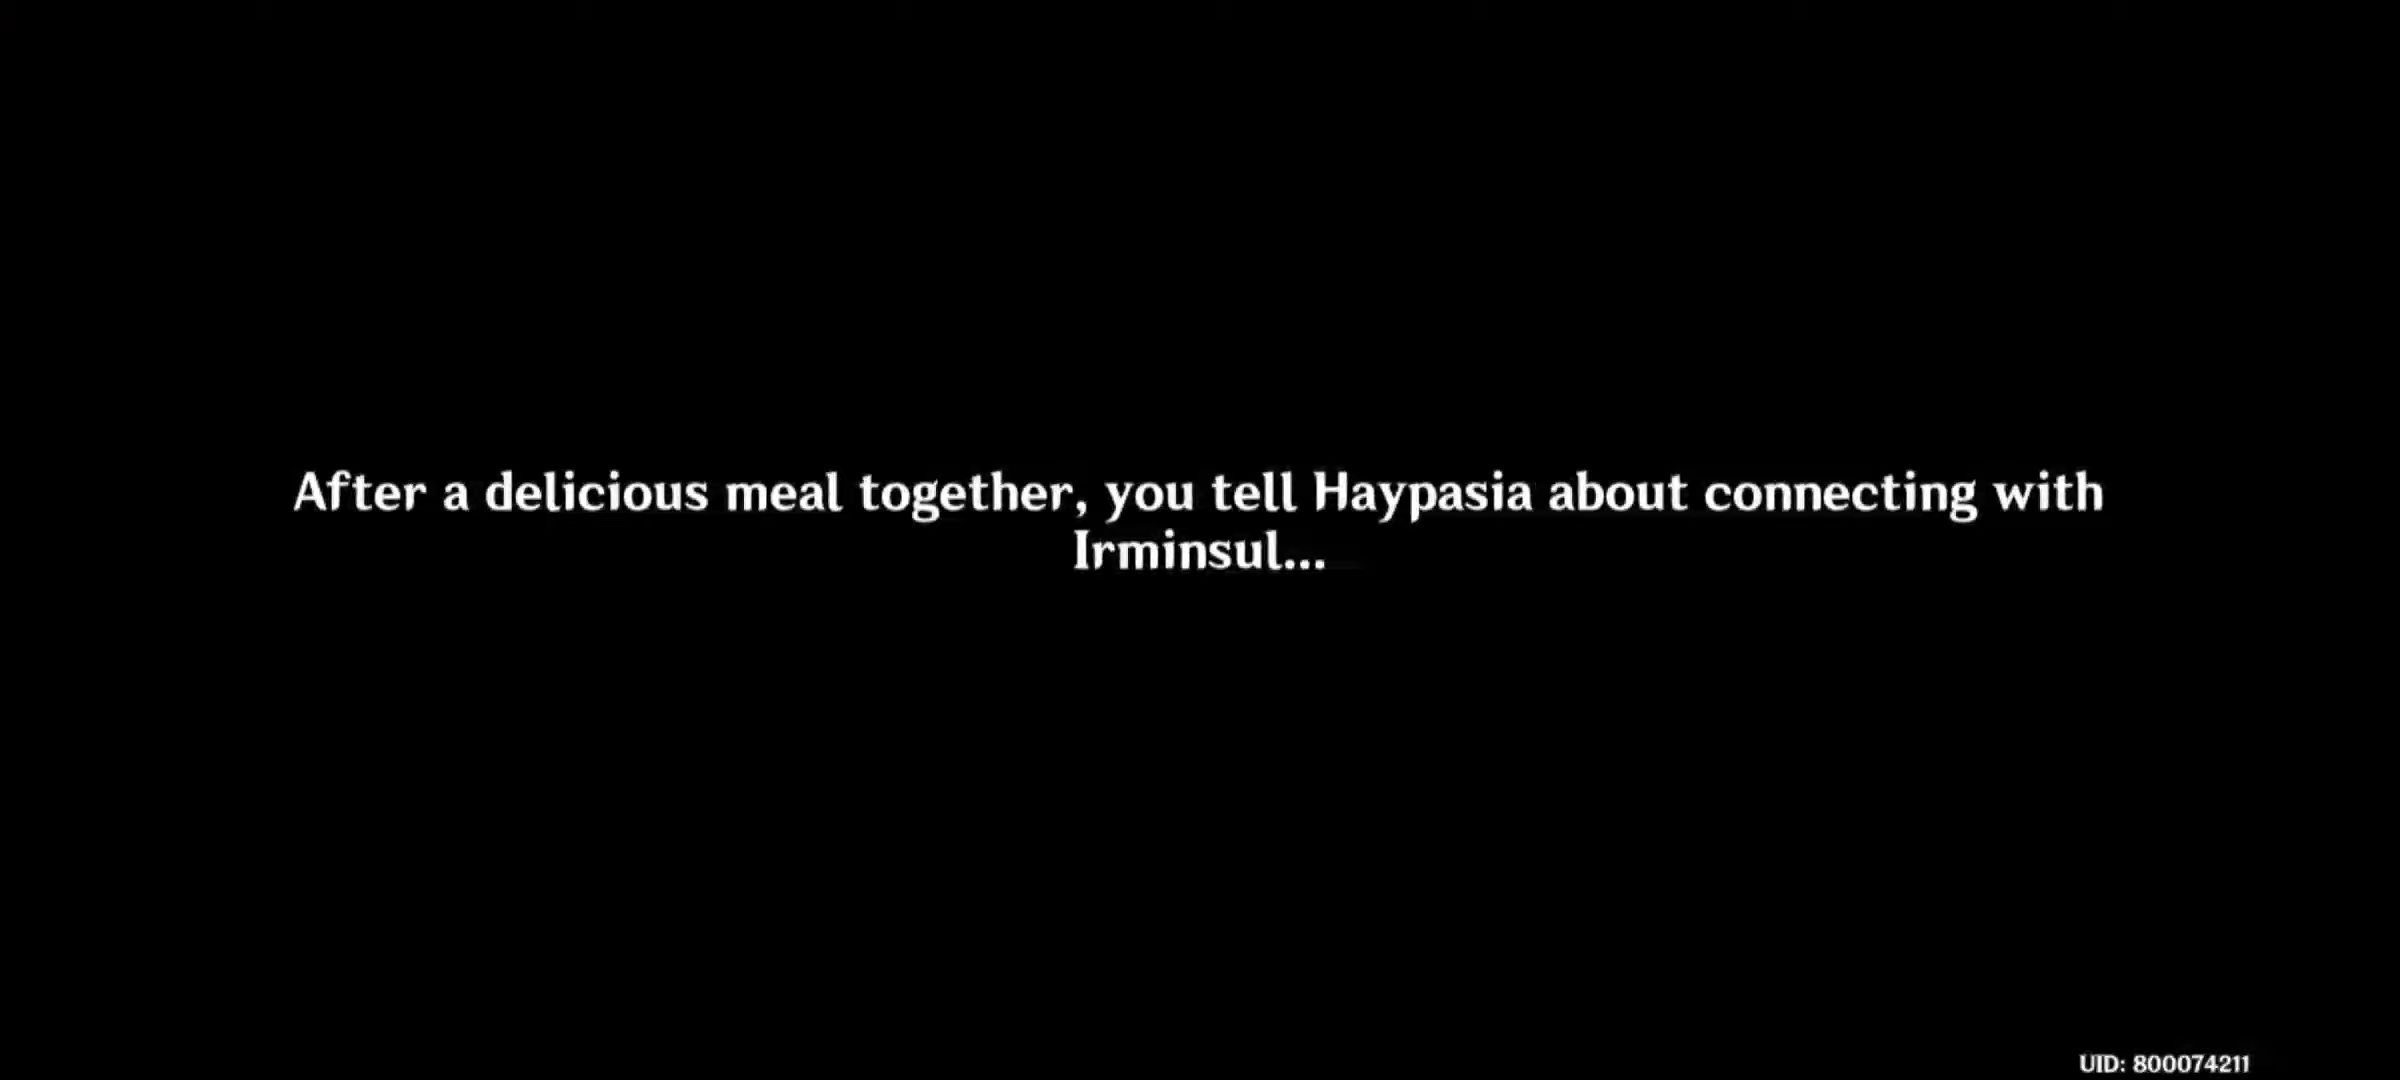 After a delicious meal together, you tell Haypasia about connecting with
Irminsul...
UID: 800074211